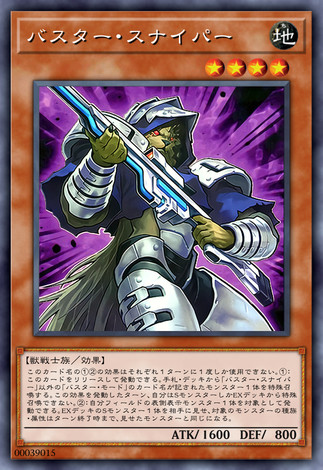 バスター・スナイパー
地
[獣戦士族/効果]
このカード名の①②の効果はそれぞれ1ターンに1度しか使用できない。①:
このカードをリリースして発動できる。手札・デッキから「バスター・スナイパ
ー」以外の「バスター・モード」のカード名が記されたモンスター1体を特殊召
喚する。この効果を発動するターン、自分はSモンスターしかEXデッキから特殊
召喚できない。②:自分フィールドの表側表示モンスター1体を対象として発
動できる。EXデッキのSモンスター1体を相手に見せ、対象のモンスターの種族
・属性はターン終了時まで、見せたモンスターと同じになる。
ATK/ 1600 DEF/ 800
00039015